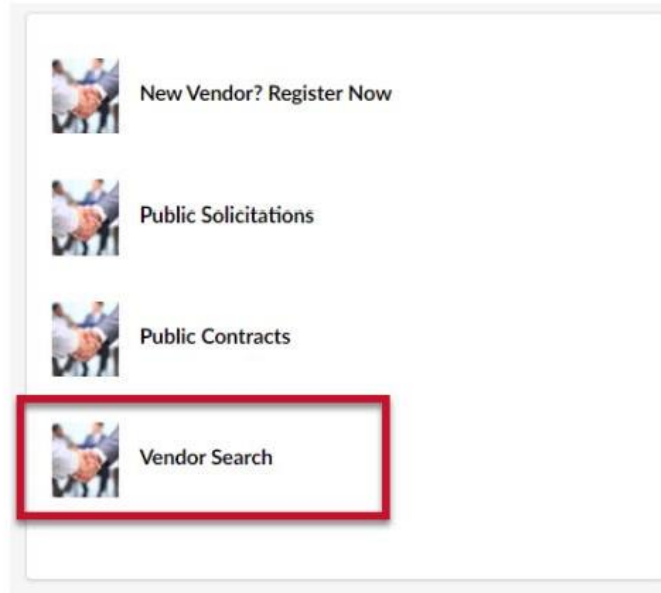 New Vendor? Register Now
Public Solicitations
Public Contracts
Vendor Search